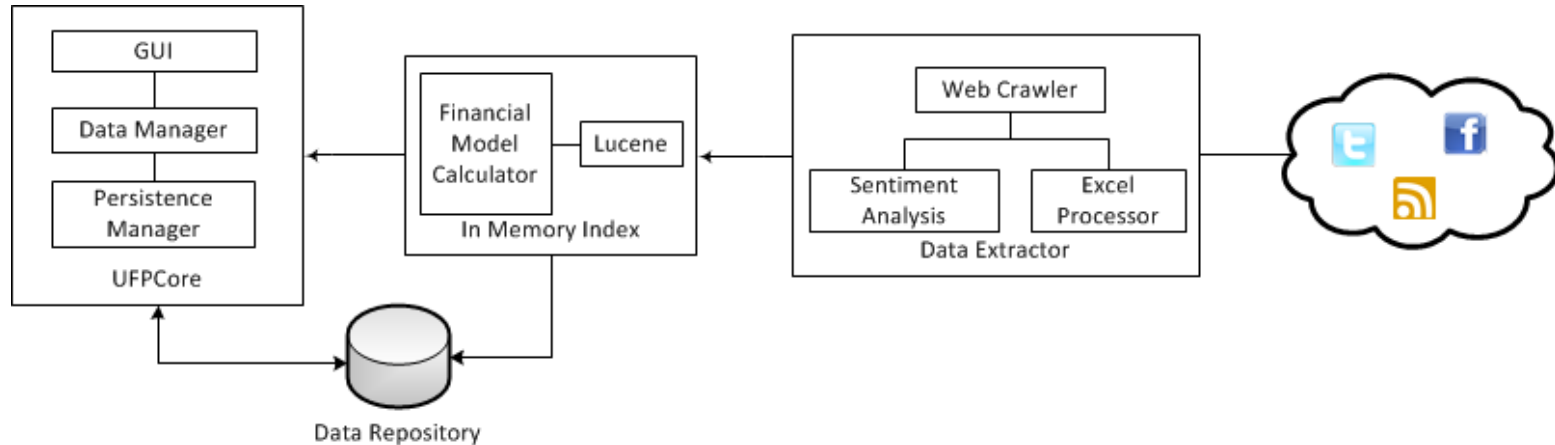 GUI
Data Manager
Persistence
Manager
UFPCore
Financial
Model
Calculator
Lucene
In Memory Index
Web Crawler
Sentiment
Analysis
Excel
Processor
Data Extractor
t
f
Data Repository